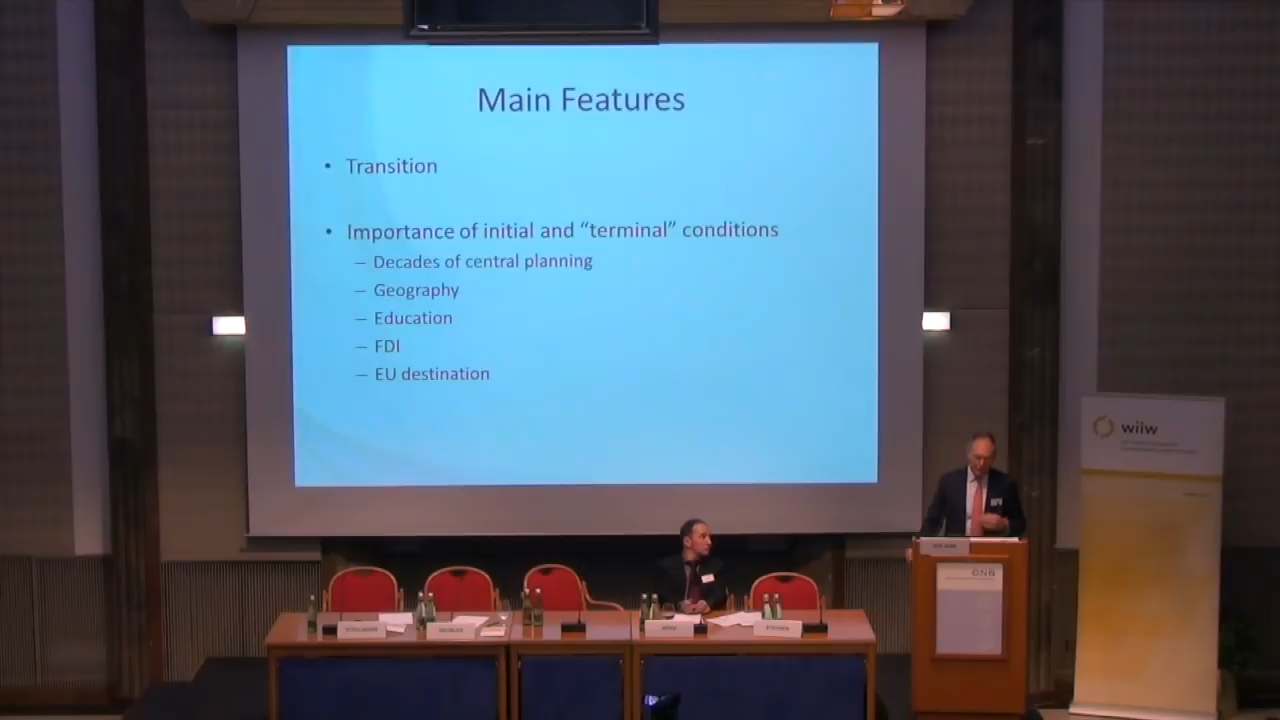 Main Features
• Transition
• Importance of initial and “terminal” conditions
– Decades of central planning
– Geography
– Education
– FDI
– EU destination
wiiw
ÖNB